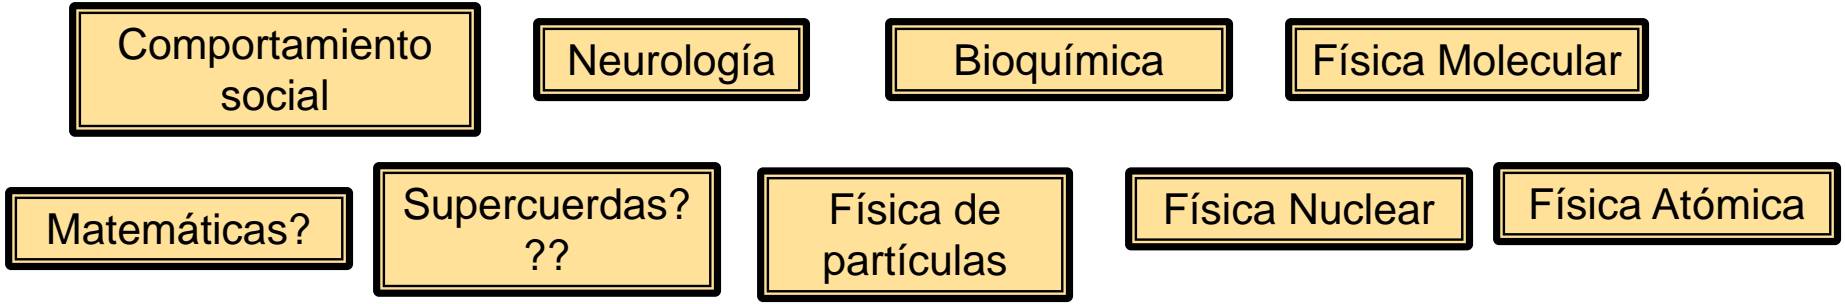 Comportamiento
social
Neurología
Bioquímica
Física Molecular
Matemáticas?
Supercuerdas?
??
Física de
partículas
Física Nuclear
Física Atómica